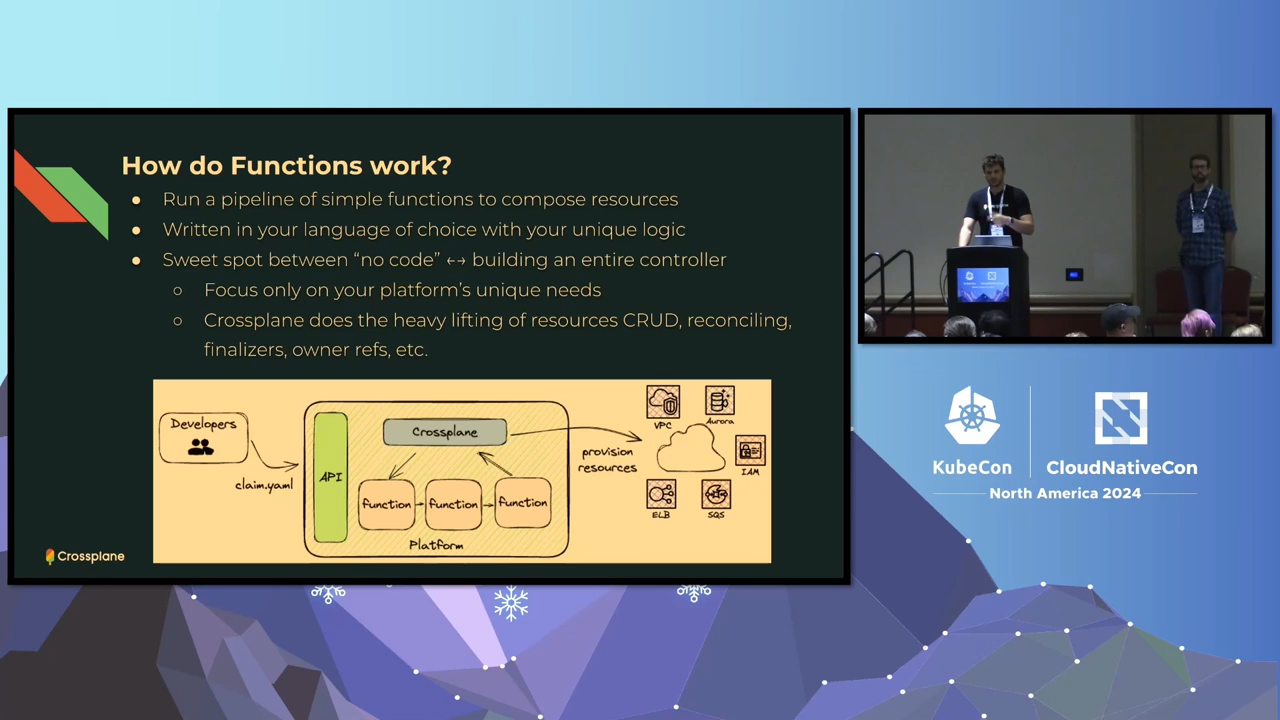 How do Functions work?
● Run a pipeline of simple functions to compose resources
● Written in your language of choice with your unique logic
● Sweet spot between “no code” ↔ building an entire controller
○ Focus only on your platform’s unique needs
○ Crossplane does the heavy lifting of resources CRUD, reconciling,
finalizers, owner refs, etc.
Developers
claim.yaml
API
Crossplane
function
function
function
Platform
provision
resources
VPC
Aurora
IAM
ELB
SQS
Crossplane
KubeCon
CloudNativeCon
North America 2024